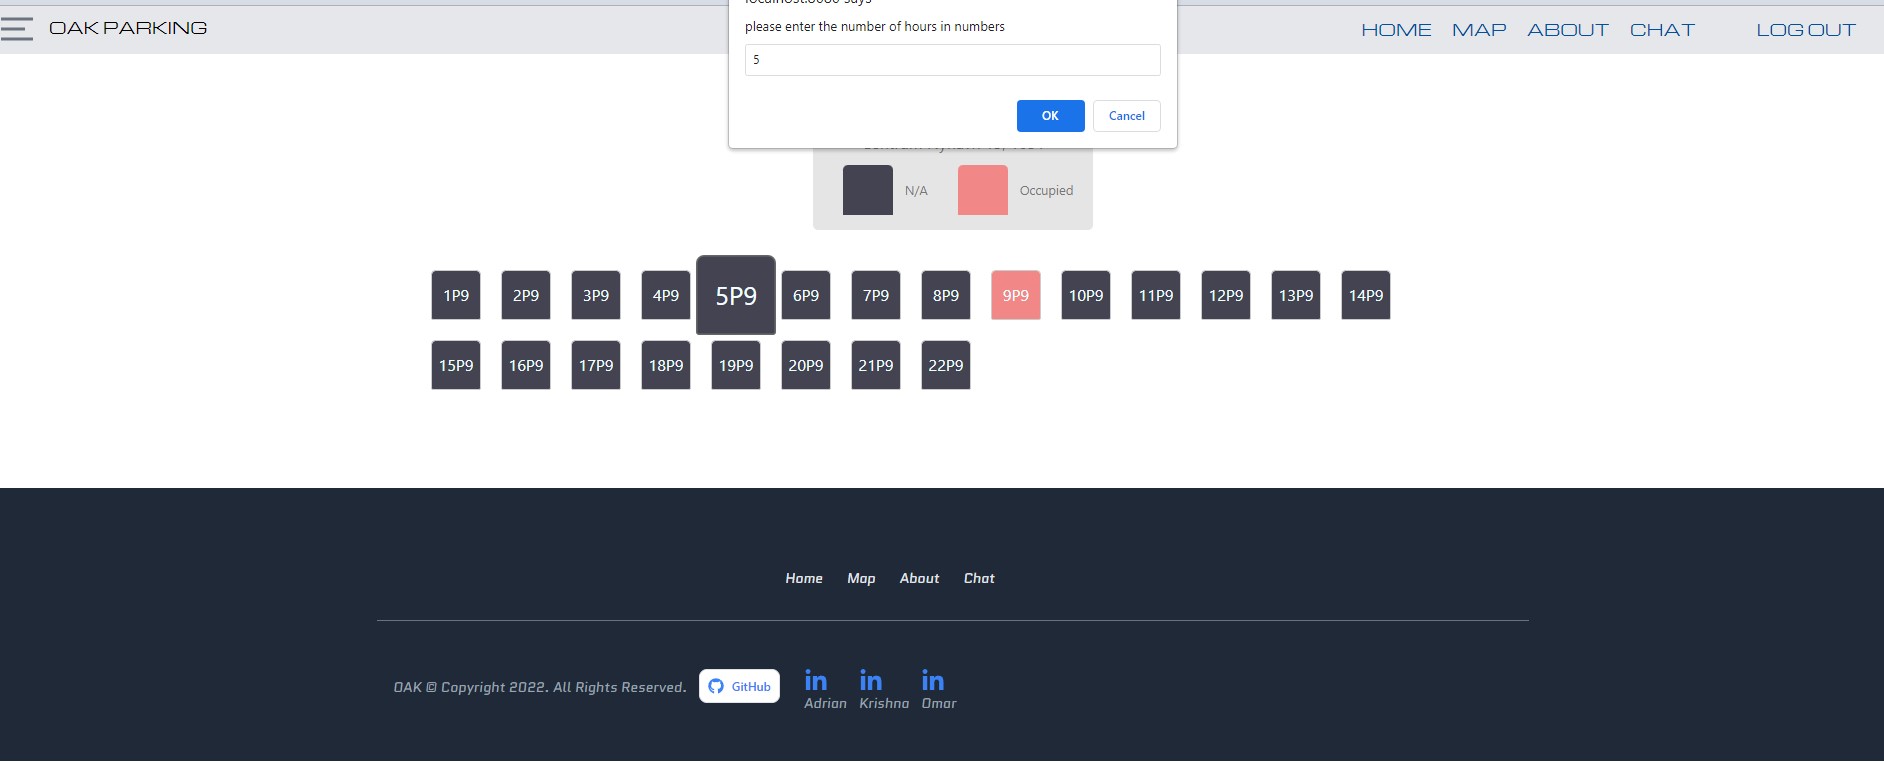 OAK PARKING
HOME MAP ABOUT CHAT LOG OUT
please enter the number of hours in numbers
5
OK Cancel
N/A Occupied
1P9 2P9 3P9 4P9 5P9 6P9 7P9 8P9 9P9 10P9 11P9 12P9 13P9 14P9
15P9 16P9 17P9 18P9 19P9 20P9 21P9 22P9
Home Map About Chat
OAK © Copyright 2022. All Rights Reserved. GitHub in in in
Adrian Krishna Omar